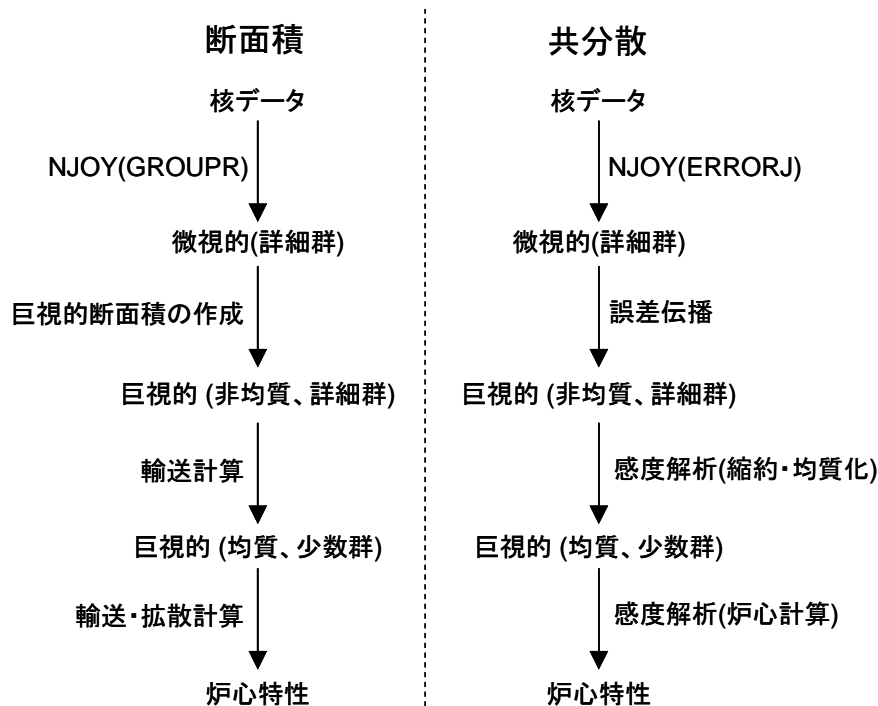 断面積
核データ
NJOY(GROUPR)
微視的(詳細群)
巨視的断面積の作成
巨視的 (非均質、詳細群)
輸送計算
巨視的 (均質、少数群)
輸送・拡散計算
炉心特性
共分散
核データ
NJOY(ERRORJ)
微視的(詳細群)
誤差伝播
巨視的 (非均質、詳細群)
感度解析(縮約・均質化)
巨視的 (均質、少数群)
感度解析(炉心計算)
炉心特性